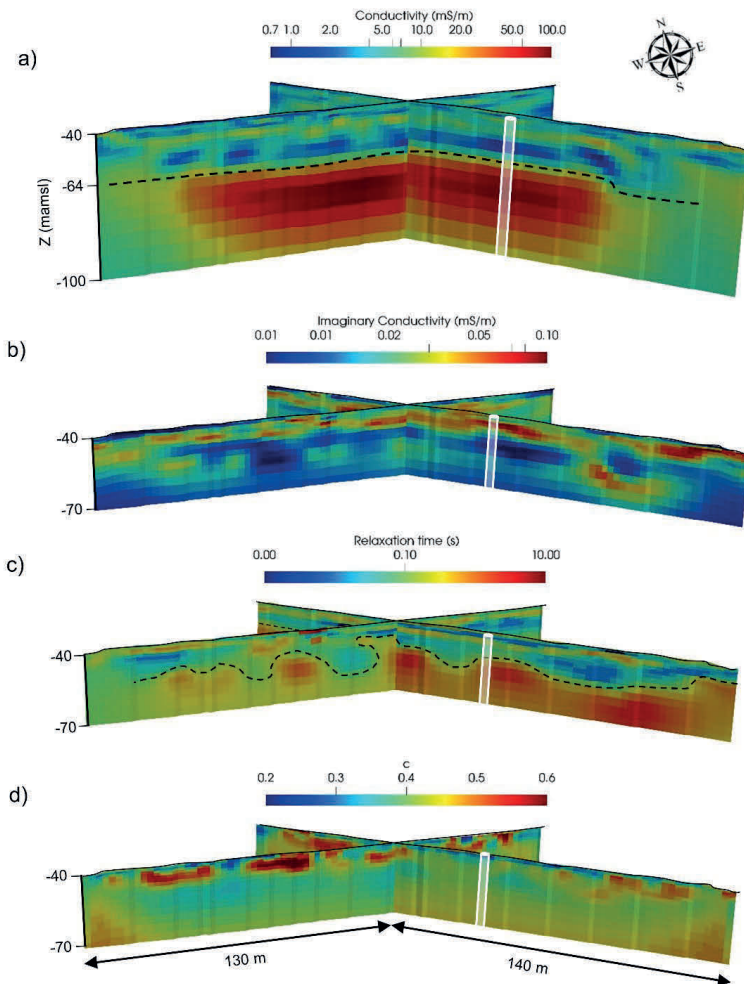 Conductivity (mS/m)
0.7 1.0 2.0 5.0 10.0 20.0 50.0 100.0
a)
N
W E
S
-40
-64
-100
Z (mamsl)
b)
Imaginary Conductivity (mS/m)
0.01 0.01 0.02 0.05 0.10
-40
-70
c)
Relaxation time (s)
0.00 0.10 10.00
-40
-70
d)
c
0.2 0.3 0.4 0.5 0.6
-40
-70
130 m
140 m